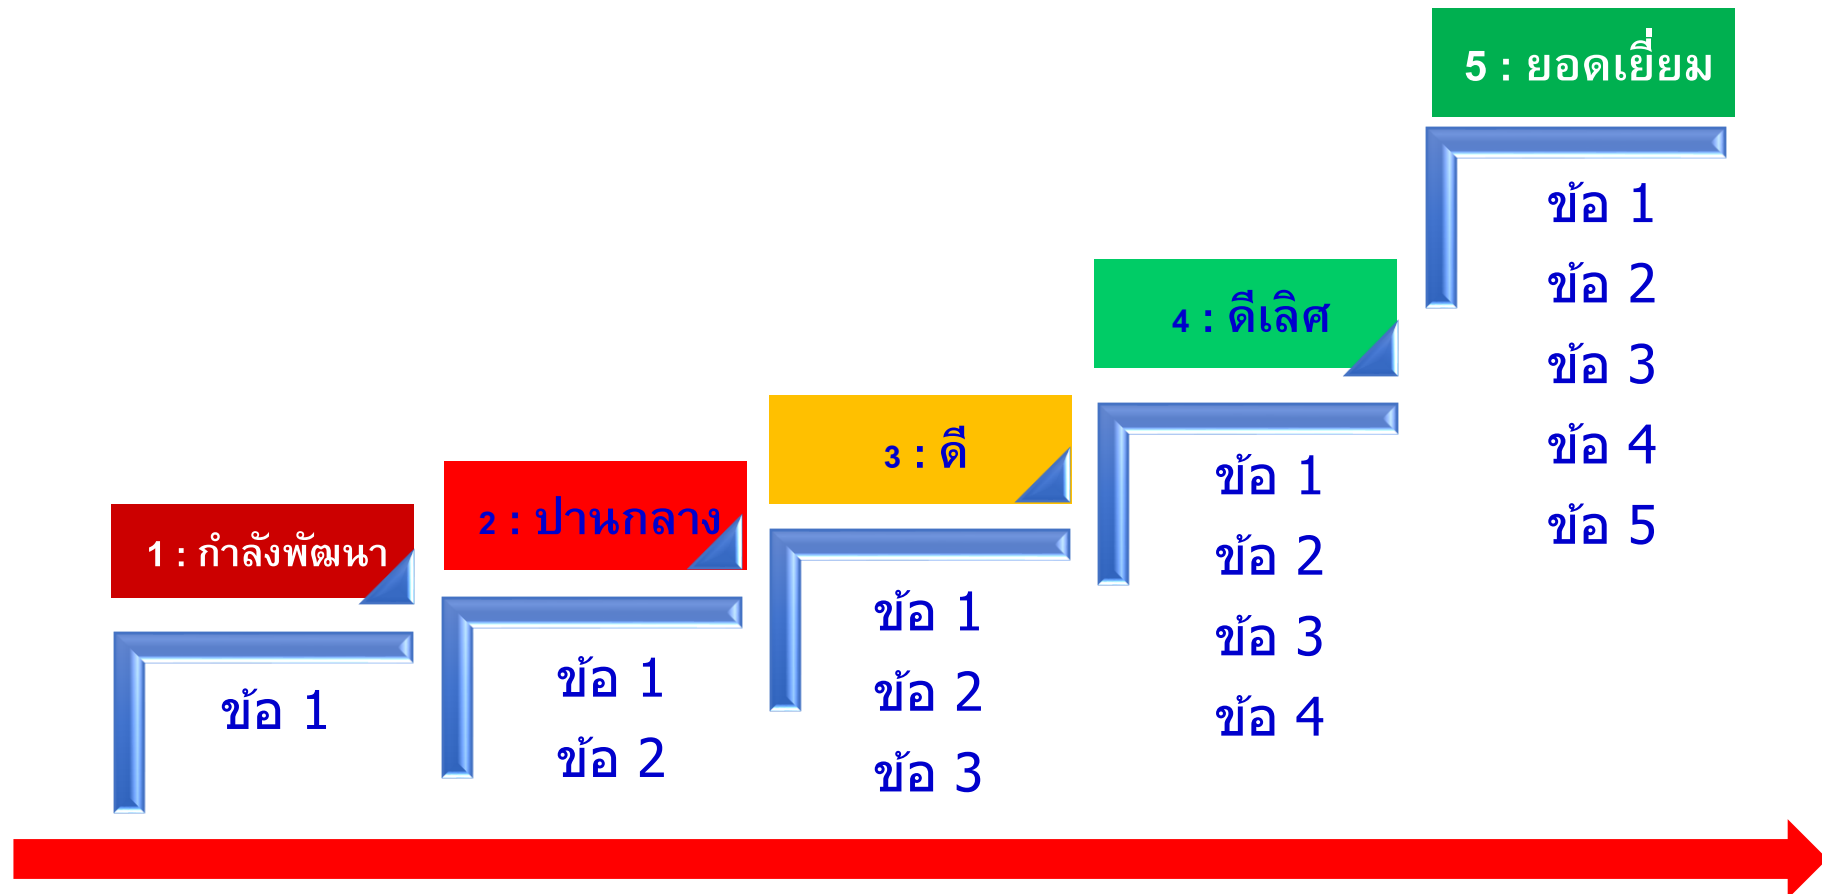 1 : กำลังพัฒนา
ข้อ 1
2 : ปานกลาง
ข้อ 1
ข้อ 2
3 : ดี
ข้อ 1
ข้อ 2
ข้อ 3
4 : ดีเลิศ
ข้อ 1
ข้อ 2
ข้อ 3
ข้อ 4
5 : ยอดเยี่ยม
ข้อ 1
ข้อ 2
ข้อ 3
ข้อ 4
ข้อ 5